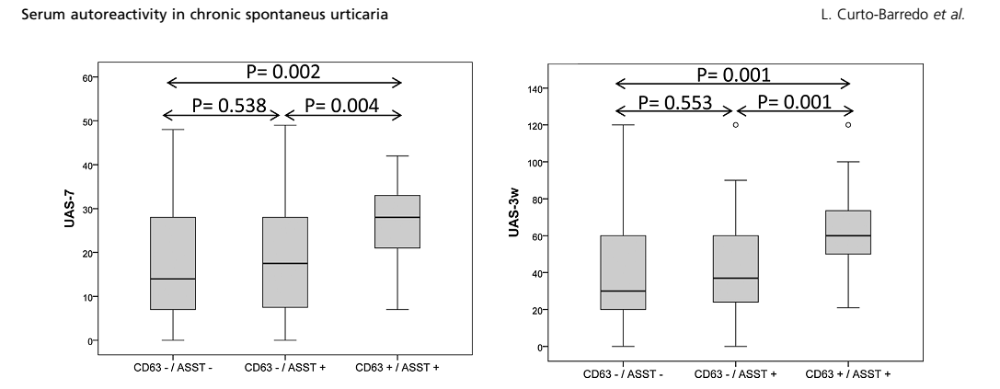 Serum autoreactivity in chronic spontaneus urticaria
L. Curto-Barredo et al.
P= 0.002
P= 0.538
P= 0.004
60
50
40
30
20
10
0
UAS-7
CD63 - / ASST -
CD63 - / ASST +
CD63 + / ASST +
P= 0.001
P= 0.553
P= 0.001
140
120
100
80
60
40
20
0
UAS-3w
CD63 - / ASST -
CD63 - / ASST +
CD63 + / ASST +